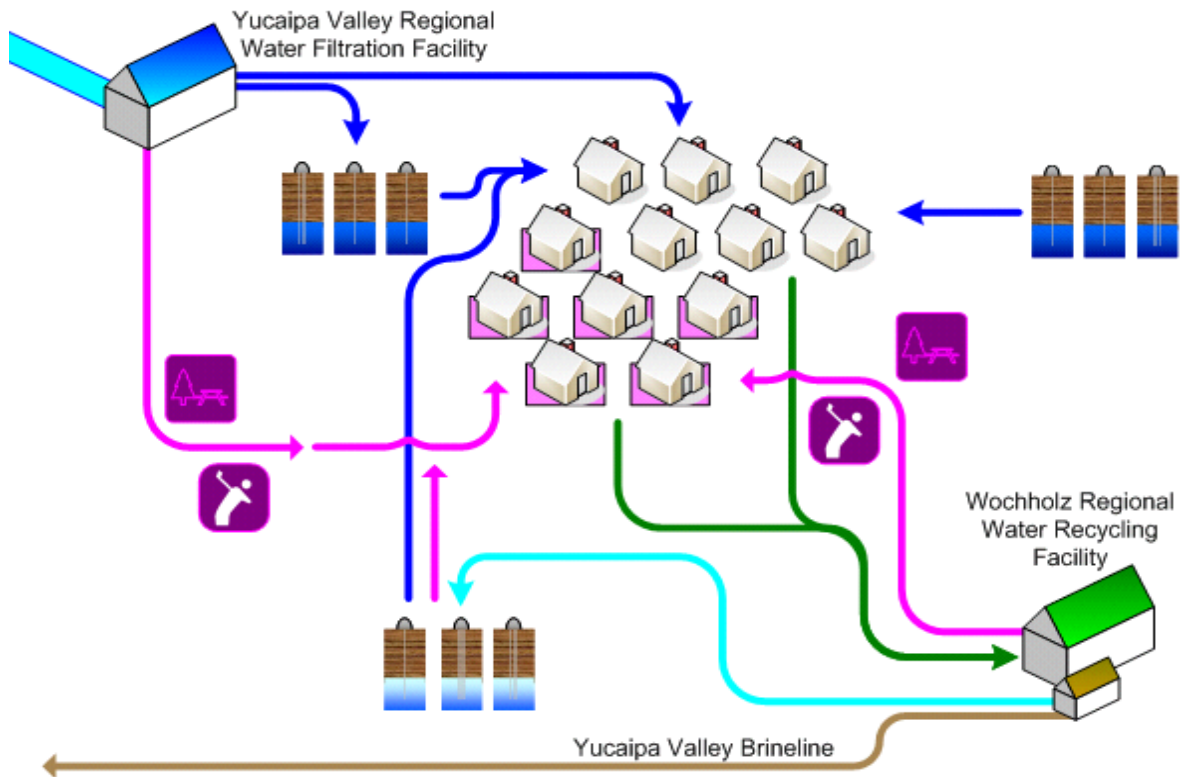 Yucaipa Valley Regional
Water Filtration Facility
Wochholz Regional
Water Recycling
Facility
Yucaipa Valley Brineline